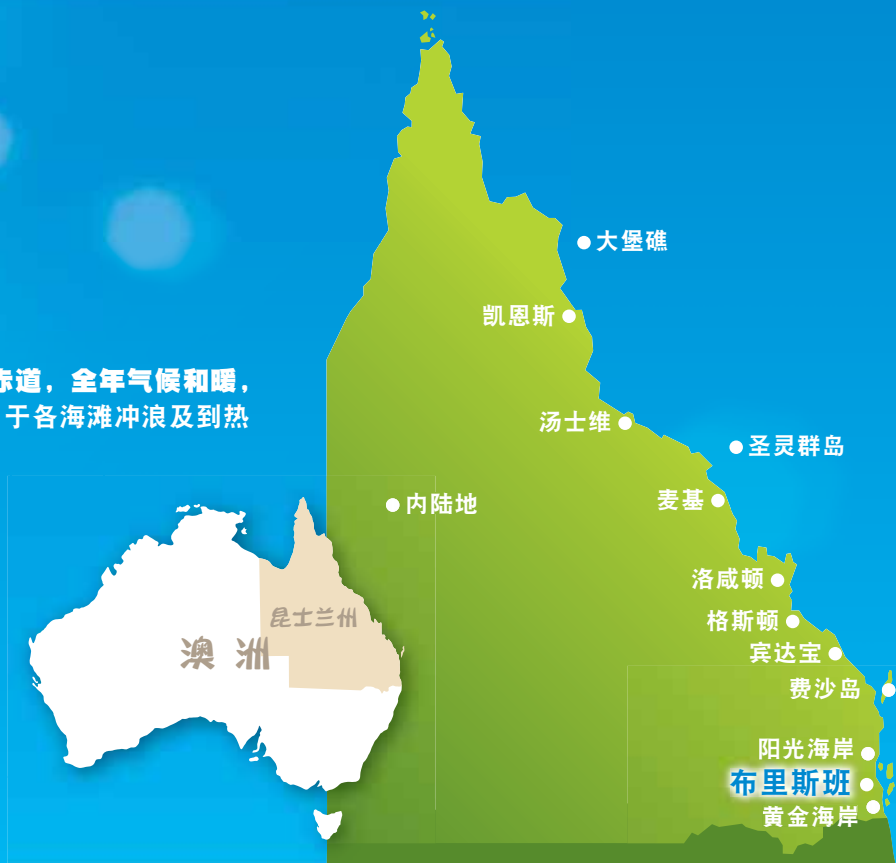 大堡礁
凯恩斯
赤道，全年气候和暖，
于各海滩冲浪及到热
汤士维
圣灵群岛
麦基
内陆地
洛咸顿
昆士兰州
格斯顿
澳洲
宾达宝
费沙岛
阳光海岸
布里斯班
黄金海岸